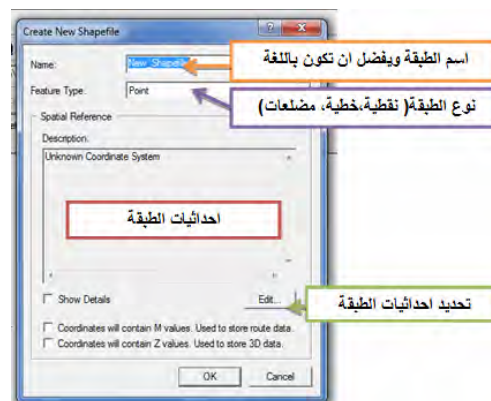 Create New Shapefile
Name:
New_Shapefile
اسم الطبقة ويفضل ان تكون باللغة
Feature Type:
Point
نوع الطبقة( نقطية،خطية، مضلعات)
Spatial Reference
Description:
Unknown Coordinate System
احداثيات الطبقة
Show Details
Edit...
تحديد احداثيات الطبقة
Coordinates will contain M values. Used to store route data.
Coordinates will contain Z values. Used to store 3D data.
OK
Cancel